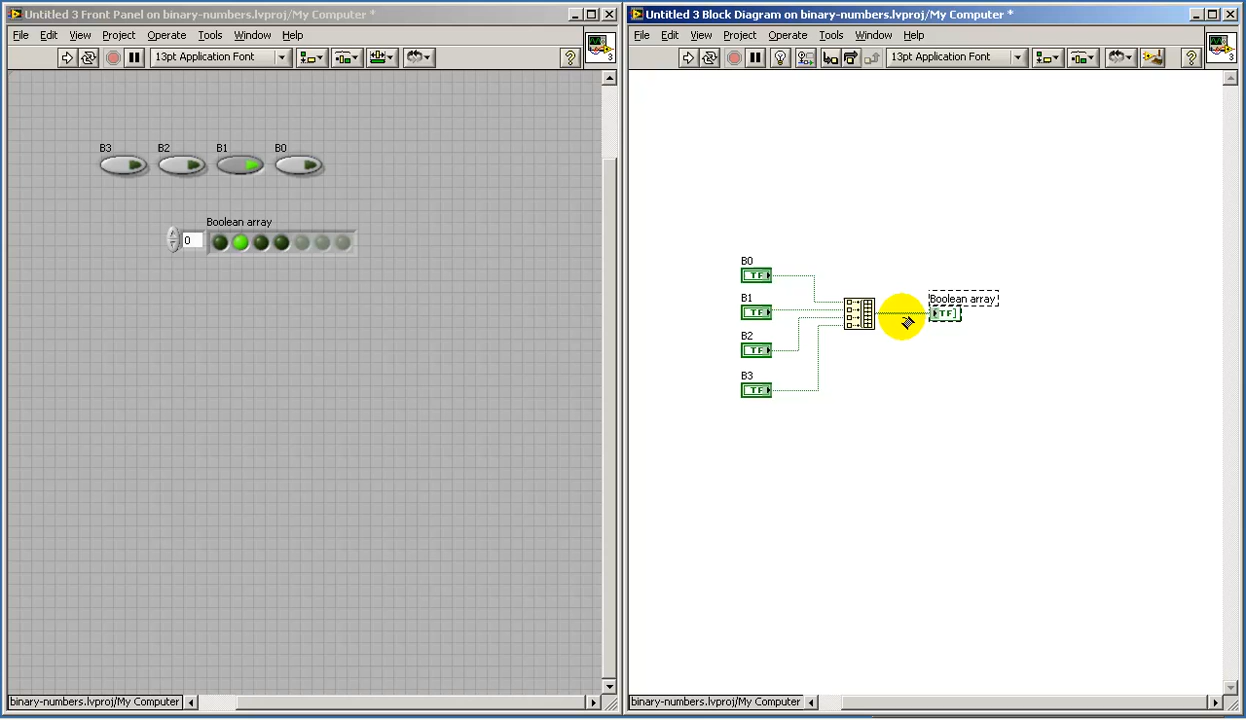 Untitled 3 Front Panel on binary-numbers.lvproj/My Computer *
File Edit View Project Operate Tools Window Help
13pt Application Font
?
3
B3 B2 B1 B0
Boolean array
0
binary-numbers.lvproj/My Computer
Untitled 3 Block Diagram on binary-numbers.lvproj/My Computer *
File Edit View Project Operate Tools Window Help
13pt Application Font
?
3
B0
TF
B1
TF
B2
TF
B3
TF
Boolean array
TF
binary-numbers.lvproj/My Computer